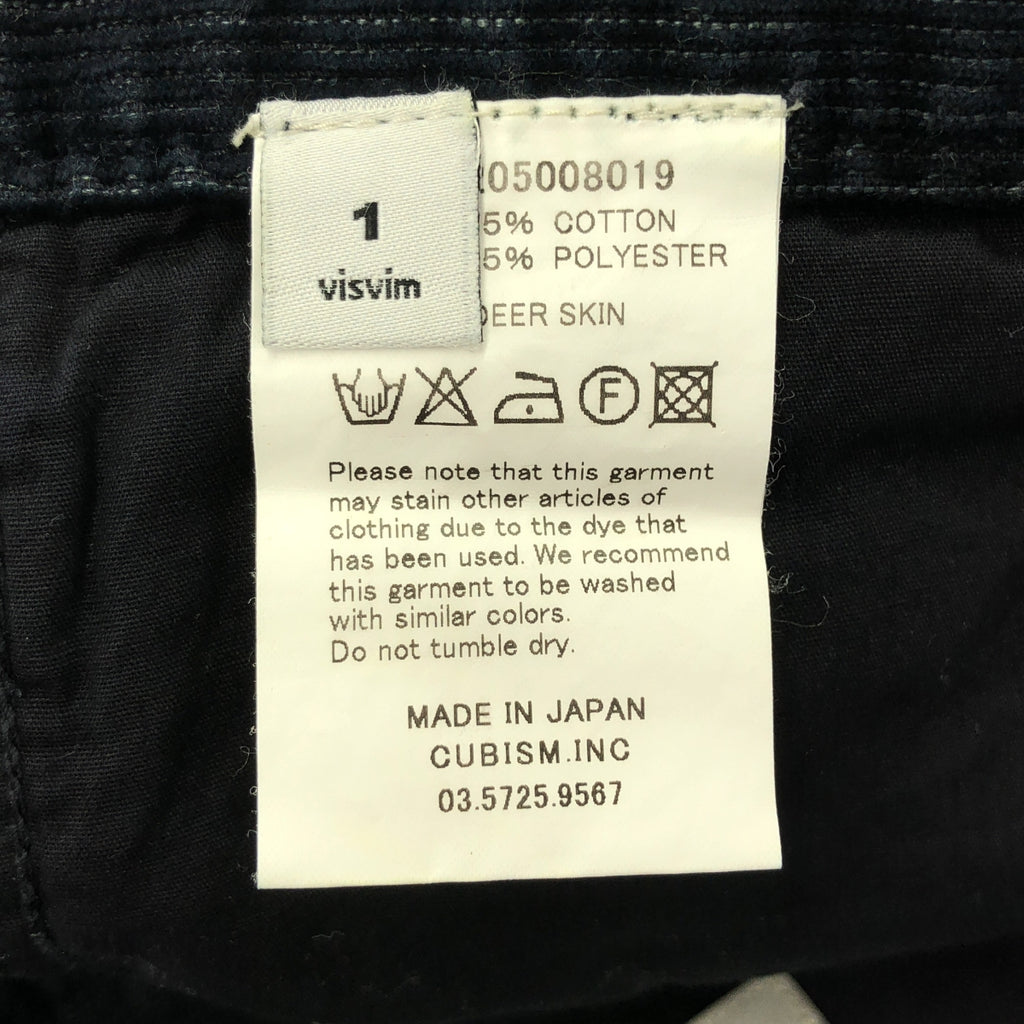 1
visvim
05008019
5% COTTON
5% POLYESTER
DEER SKIN
F
Please note that this garment
may stain other articles of
clothing due to the dye that
has been used. We recommend
this garment to be washed
with similar colors.
Do not tumble dry.
MADE IN JAPAN
CUBISM.INC
03.5725.9567